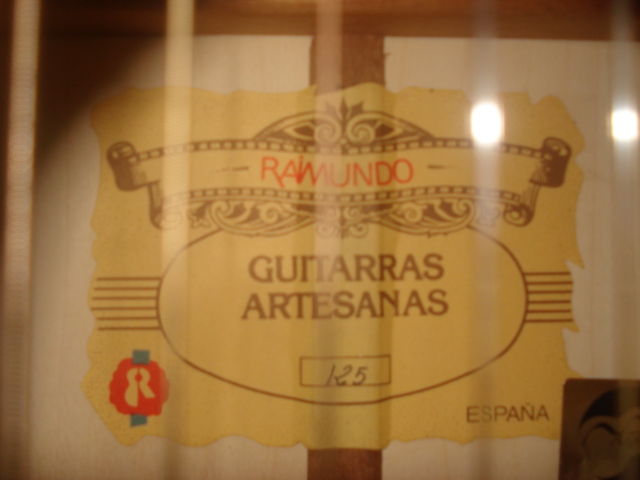 RAIMUNDO
GUITARRAS
ARTESANAS
125
R
ESPAÑA